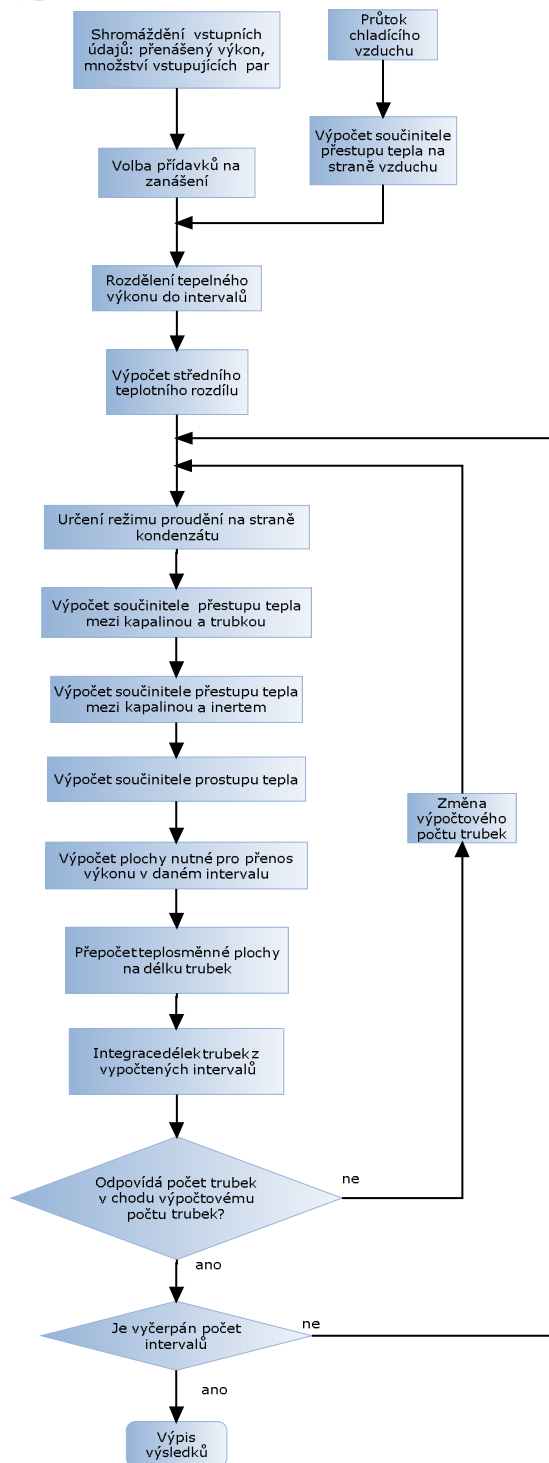 Shromáždění vstupních
údajů: přenášený výkon,
množství vstupujících par
Průtok
chladícího
vzduchu
Výpočet součinitele
přestupu tepla na
straně vzduchu
Volba přídavků na
zanášení
Rozdělení tepelného
výkonu do intervalů
Výpočet středního
teplotního rozdílu
Určení režimu proudění na straně
kondenzátu
Výpočet součinitele přestupu tepla
mezi kapalinou a trubkou
Výpočet součinitele přestupu tepla
mezi kapalinou a inertem
Výpočet součinitele prostupu tepla
Změna
výpočtového
počtu trubek
Výpočet plochy nutné pro přenos
výkonu v daném intervalu
Přepočet teplosměnné plochy
na délku trubek
Integrace délek trubek z
vypočtených intervalů
Odpovídá počet trubek
v chodu výpočtovému
počtu trubek?
ne
ano
Je vyčerpán počet
intervalů
ne
ano
Výpis
výsledků